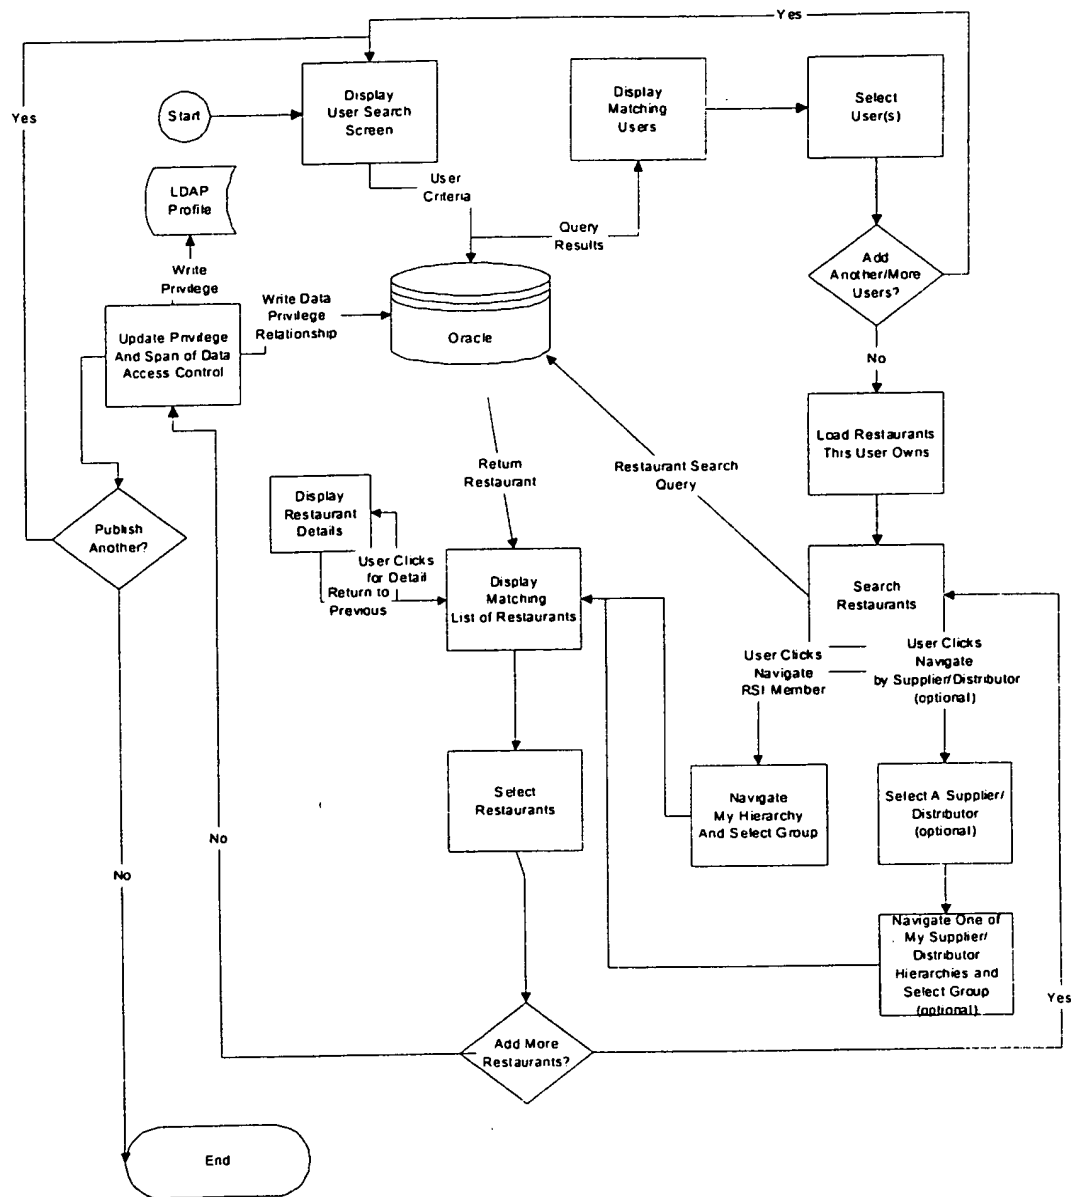 Yes
Yes
Start
Display
User Search
Screen
Display
Matching
Users
Select
User(s)
LDAP
Profile
User
Criteria
Query
Results
Write
Privilege
Add
Another/More
Users?
Write Data
Privilege
Relationship
Update Privilege
And Span of Data
Access Control
Oracle
No
Load Restaurants
This User Owns
Return
Restaurant
Restaurant Search
Query
Display
Restaurant
Details
Publish
Another?
User Clicks
for Detail
Return to
Previous
Display
Matching
List of Restaurants
Search
Restaurants
User Clicks
Navigate
RSI Member
User Clicks
Navigate
by Supplier/Distributor
(optional)
Select
Restaurants
Navigate
My Hierarchy
And Select Group
Select A Supplier/
Distributor
(optional)
No
No
Navigate One of
My Supplier/
Distributor
Hierarchies and
Select Group
(optional)
Yes
Add More
Restaurants?
End